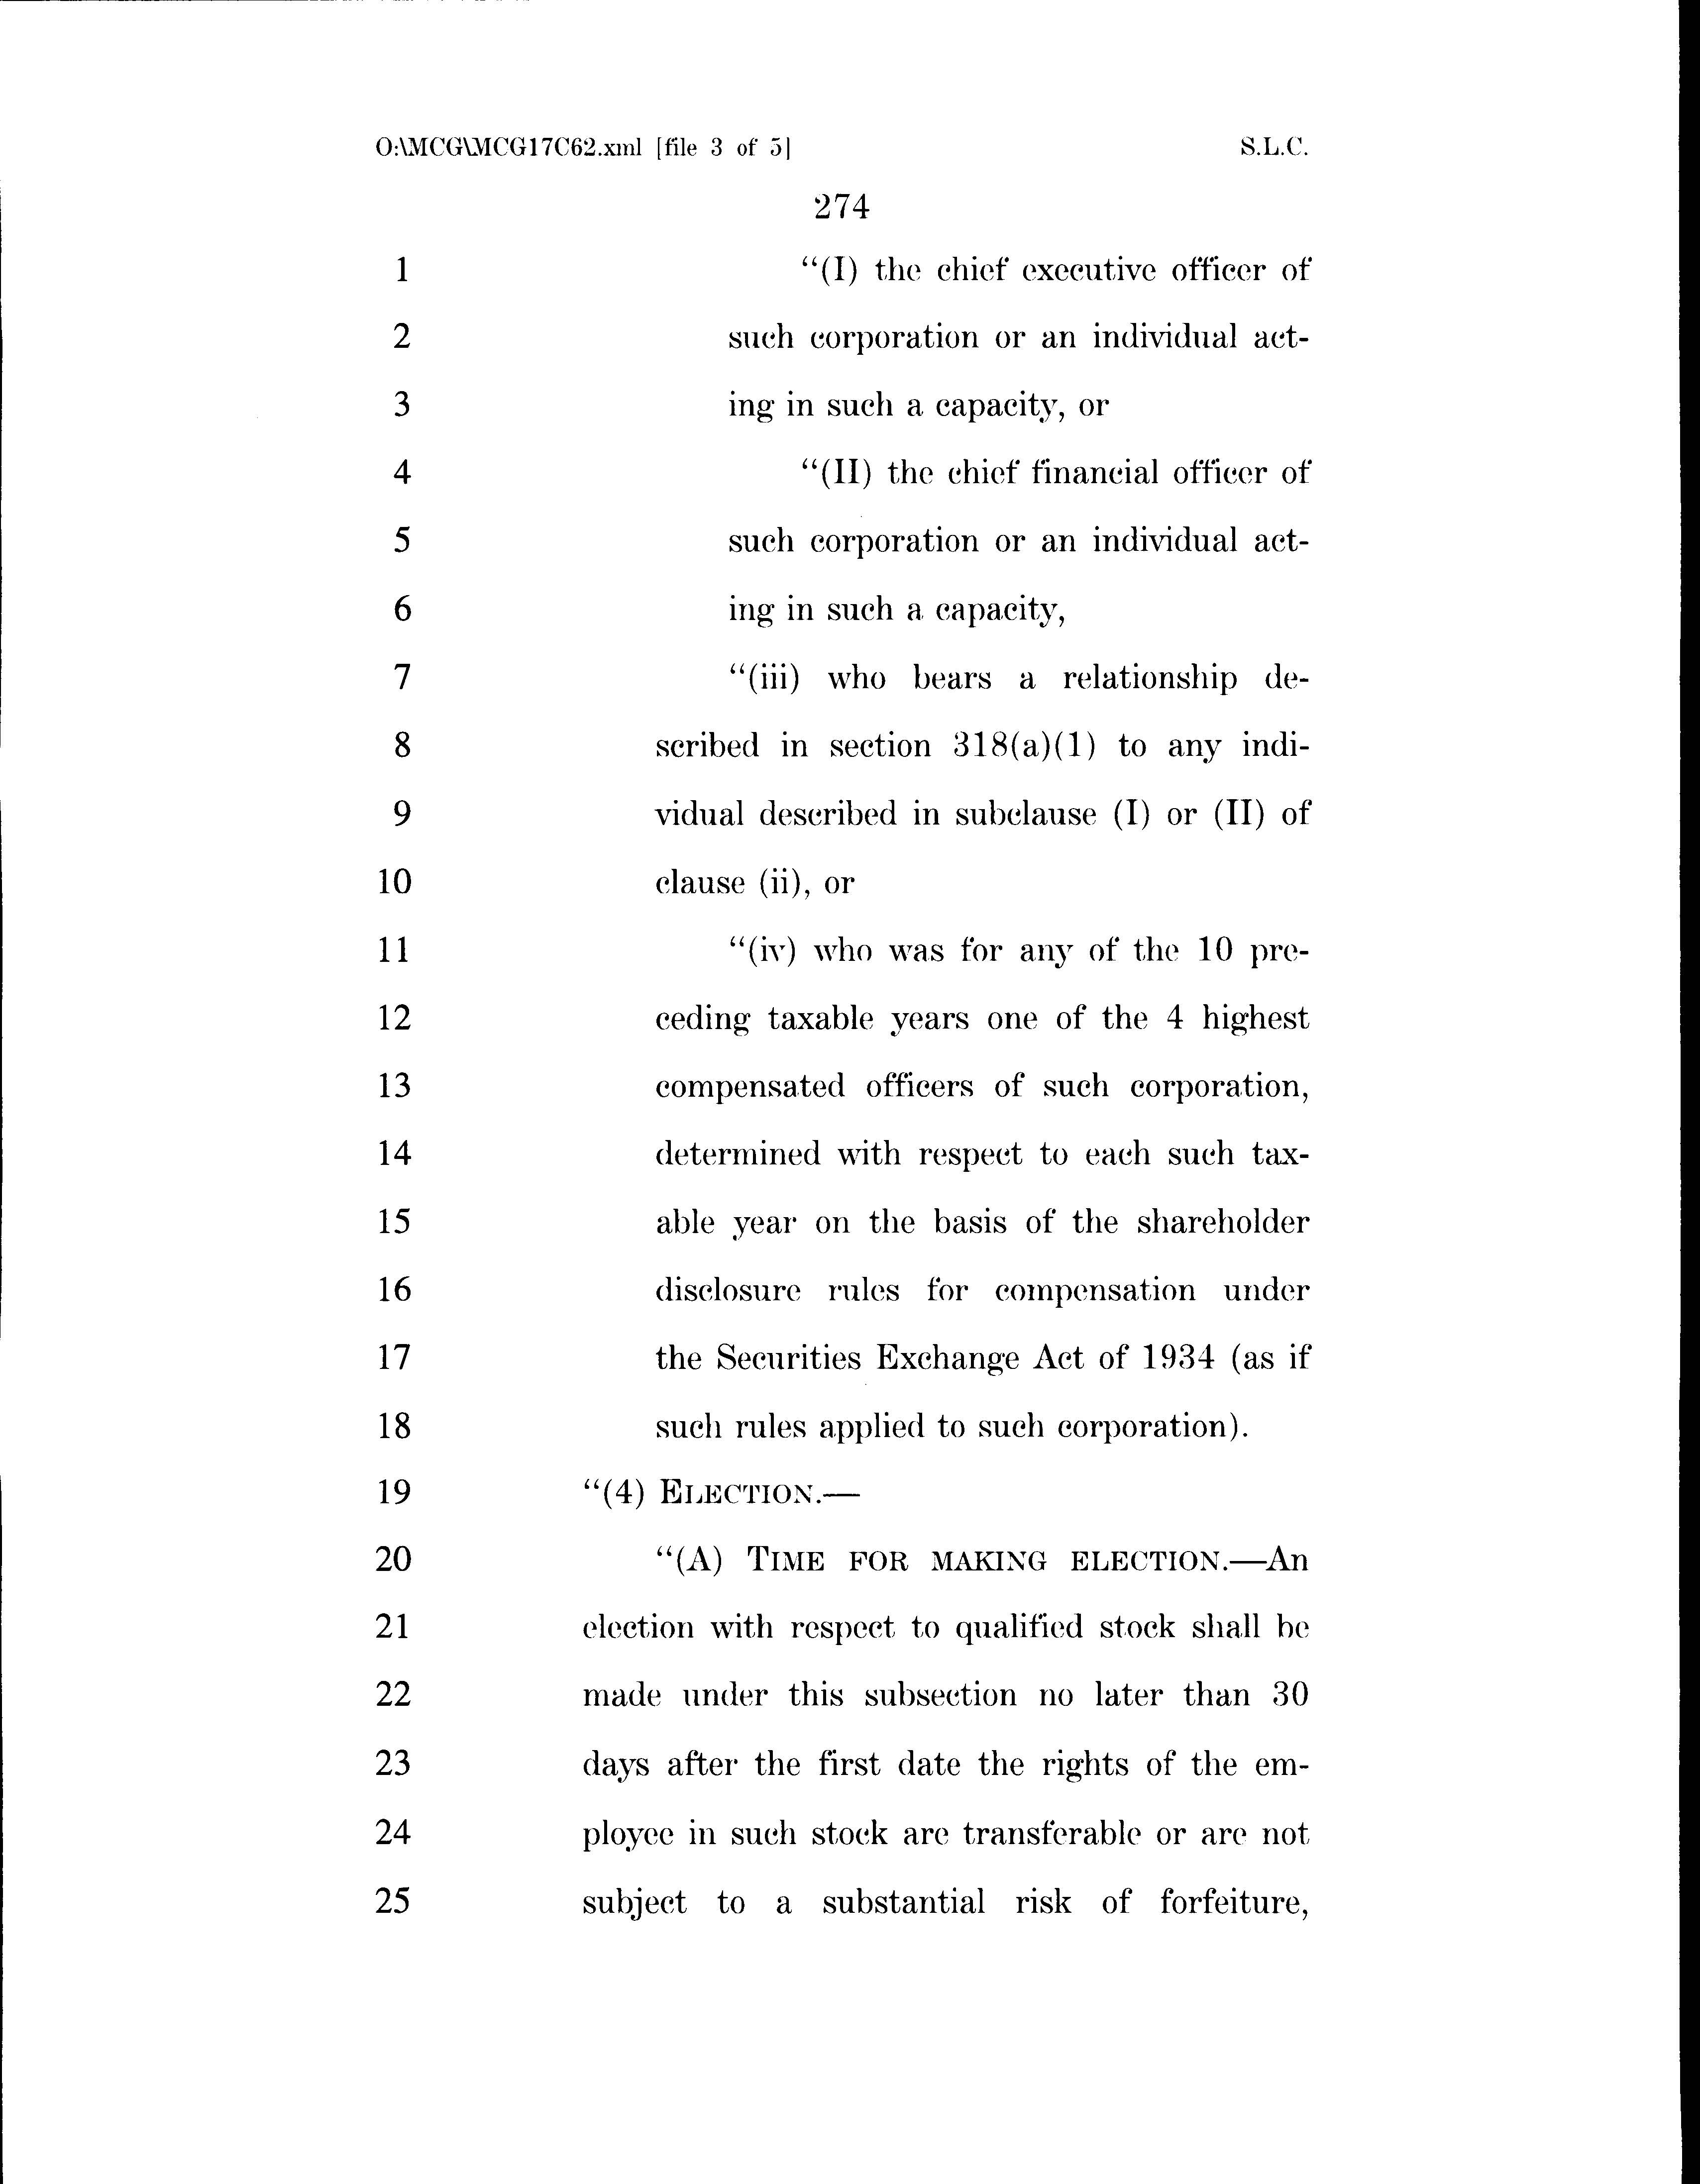 O:\MCG\MCG17C62.xml [file 3 of 5] S.L.C.
274
1 “(I) the chief executive officer of
2 such corporation or an individual act-
3 ing in such a capacity, or
4 “(II) the chief financial officer of
5 such corporation or an individual act-
6 ing in such a capacity,
7 “(iii) who bears a relationship de-
8 scribed in section 318(a)(1) to any indi-
9 vidual described in subclause (I) or (II) of
10 clause (ii), or
11 “(iv) who was for any of the 10 pre-
12 ceding taxable years one of the 4 highest
13 compensated officers of such corporation,
14 determined with respect to each such tax-
15 able year on the basis of the shareholder
16 disclosure rules for compensation under
17 the Securities Exchange Act of 1934 (as if
18 such rules applied to such corporation).
19 “(4) ELECTION.—
20 “(A) TIME FOR MAKING ELECTION.—An
21 election with respect to qualified stock shall be
22 made under this subsection no later than 30
23 days after the first date the rights of the em-
24 ployee in such stock are transferable or are not
25 subject to a substantial risk of forfeiture,